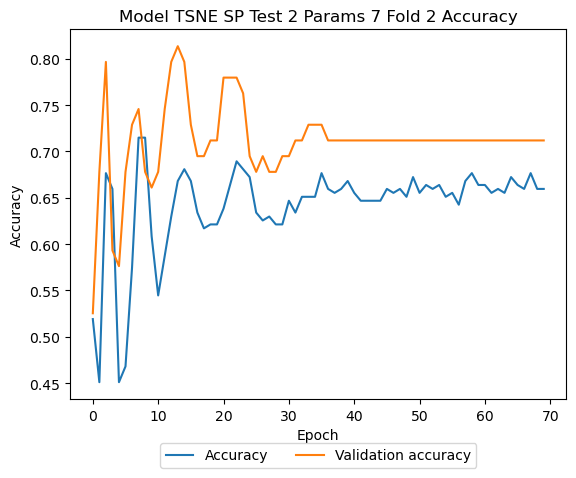 Model TSNE SP Test 2 Params 7 Fold 2 Accuracy
Accuracy
0.80
0.75
0.70
0.65
0.60
0.55
0.50
0.45
0 10 20 30 40 50 60 70
Epoch
Accuracy Validation accuracy